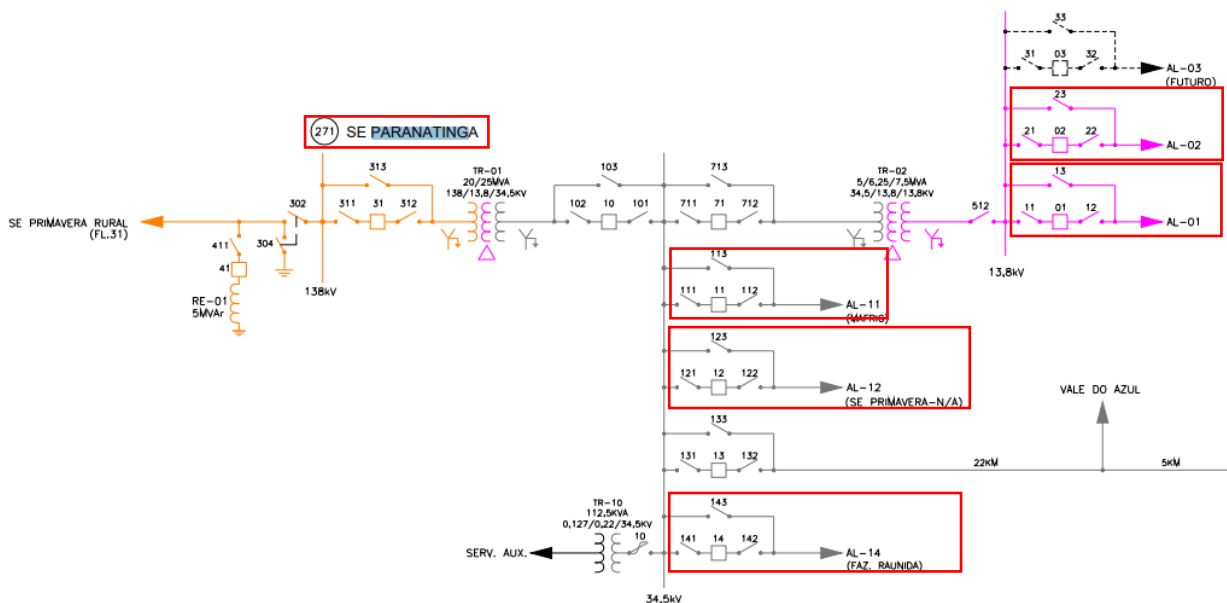 33
31 03 32
AL-03
(FUTURO)
23
21 02 22
AL-02
271 SE PARANATINGA
13
11 01 12
AL-01
313
311 31 312
302
304
411
41
SE PRIMAVERA RURAL
(FL.31)
RE-01
5MVAr
138kV
TR-01
20/25MVA
138/13,8/34,5KV
103
102 10 101
713
711 71 712
TR-02
5/6,25/7,5MVA
34,5/13,8/13,8KV
512
13,8kV
113
111 11 112
AL-11
(MAFRIG)
123
121 12 122
AL-12
(SE PRIMAVERA-N/A)
VALE DO AZUL
133
131 13 132
22KM
5KM
TR-10
112,5KVA
0,127/0,22/34,5KV
10
SERV. AUX.
143
141 14 142
AL-14
(FAZ. RAUNIDA)
34,5kV